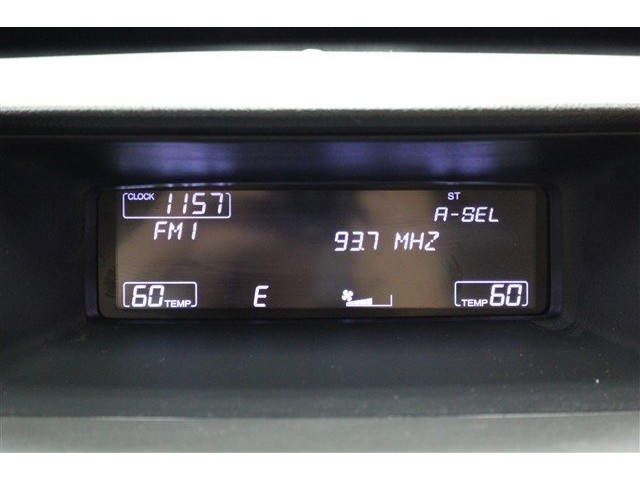 CLOCK 1157 ST
FM1 A-SEL
93.7 MHZ
60 TEMP E TEMP 60